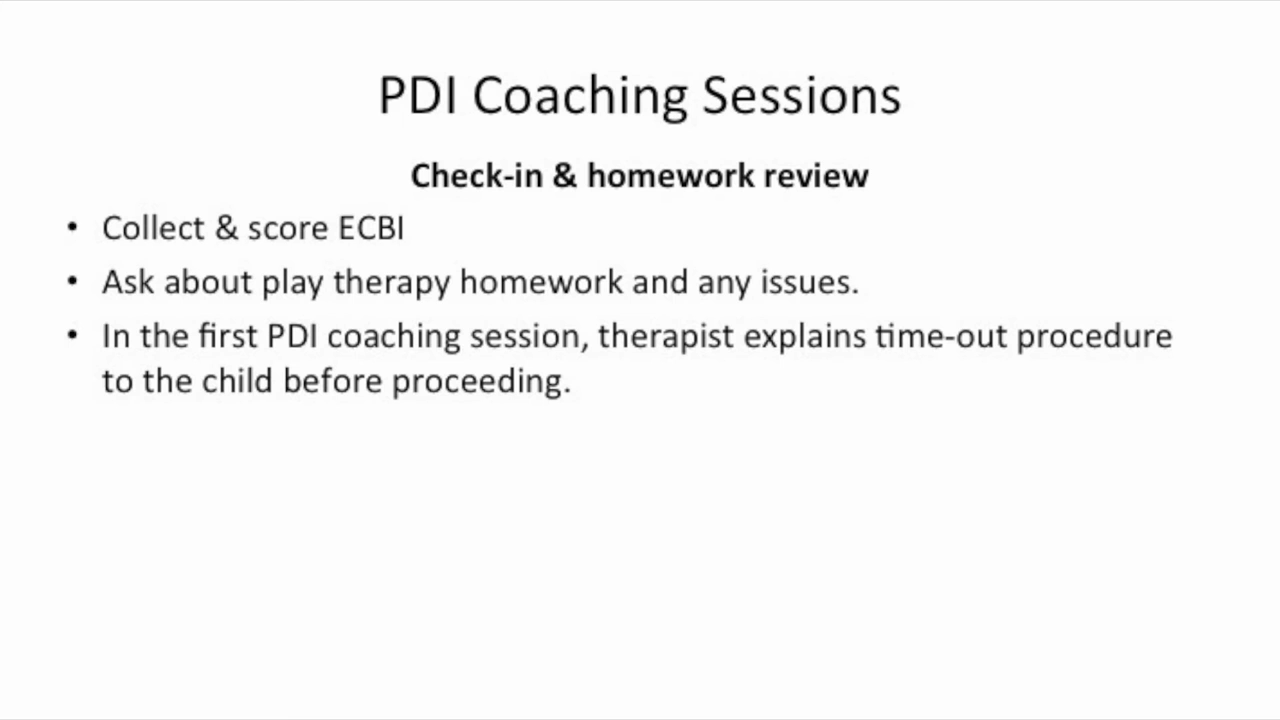 PDI Coaching Sessions
Check-in & homework review
• Collect & score ECBI
• Ask about play therapy homework and any issues.
• In the first PDI coaching session, therapist explains time-out procedure
to the child before proceeding.